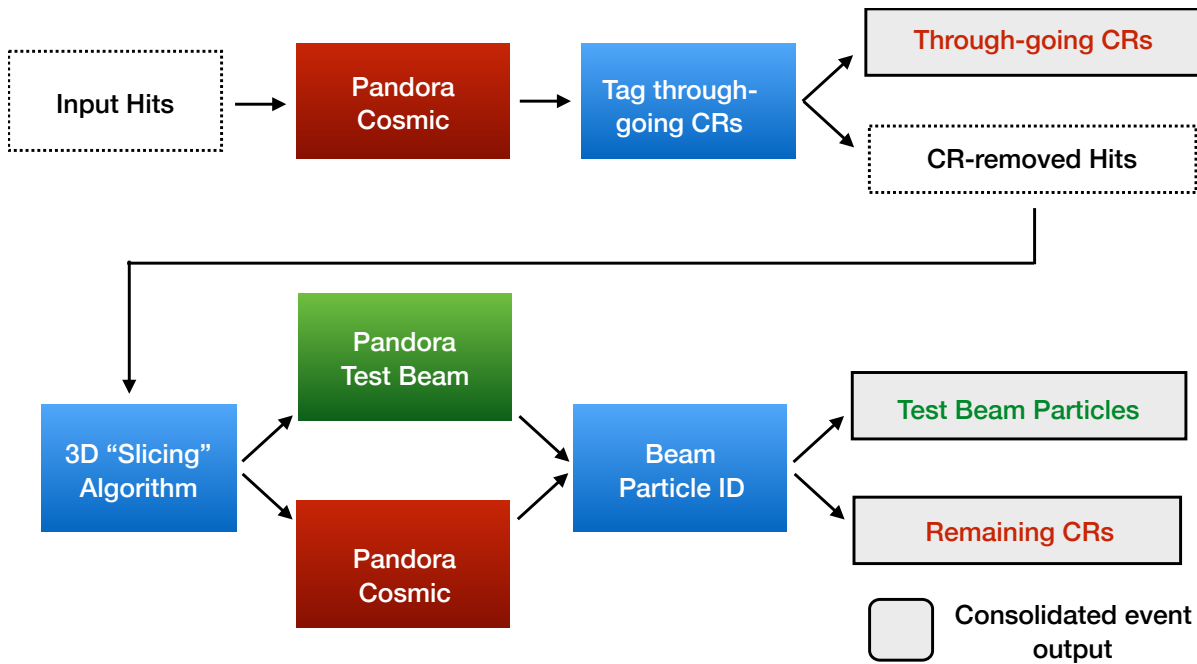 Input Hits
Pandora
Cosmic
Tag through-
going CRs
Through-going CRs
CR-removed Hits
3D “Slicing”
Algorithm
Pandora
Test Beam
Pandora
Cosmic
Beam
Particle ID
Test Beam Particles
Remaining CRs
Consolidated event
output